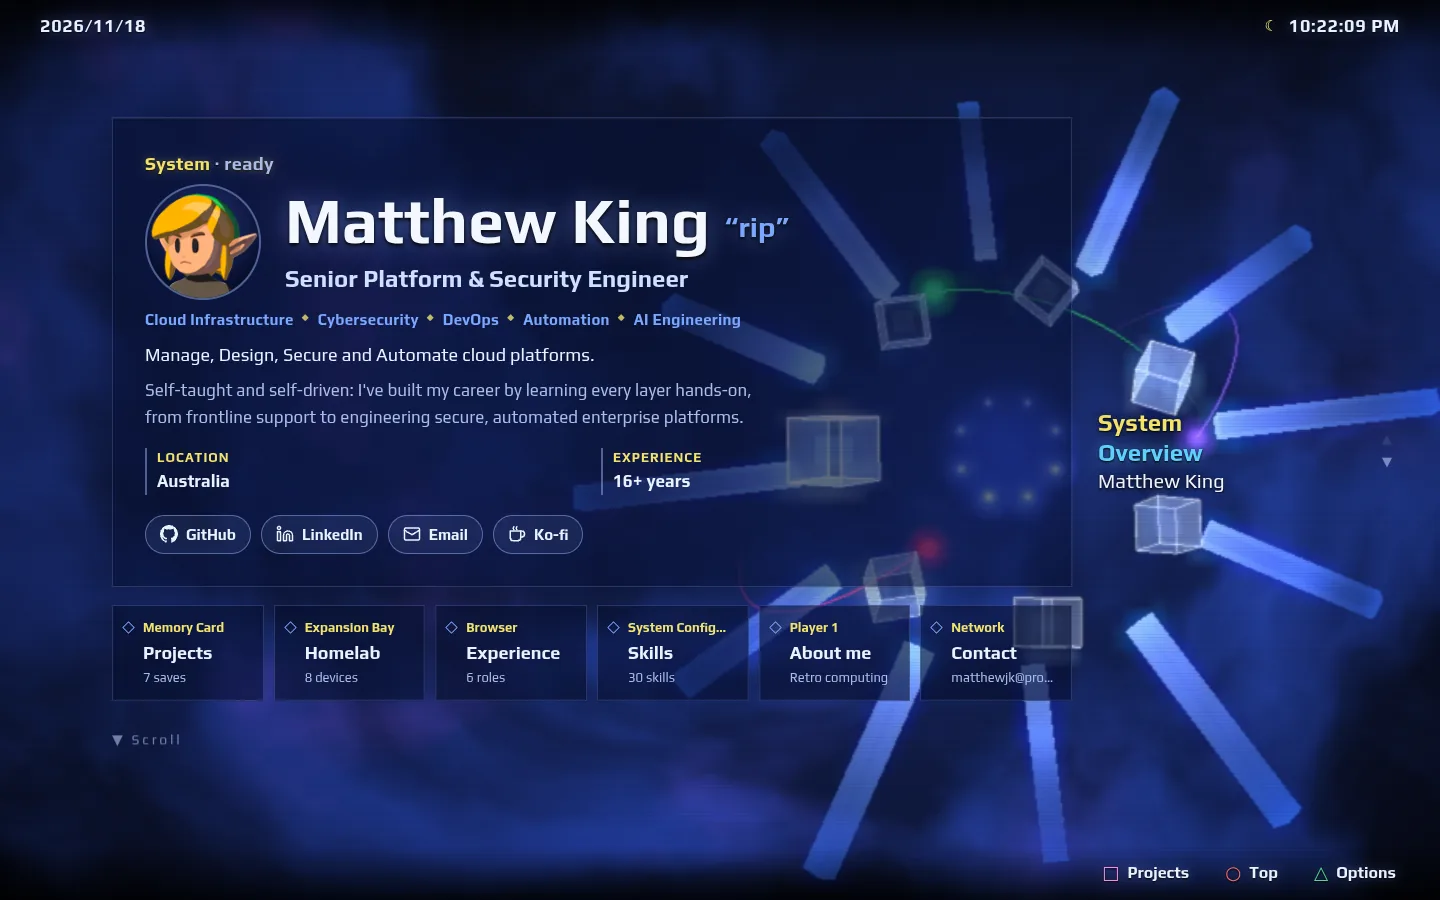 2026/11/18
☾ 10:22:09 PM
System · ready
Matthew King “rip”
Senior Platform & Security Engineer
Cloud Infrastructure ◆ Cybersecurity ◆ DevOps ◆ Automation ◆ AI Engineering
Manage, Design, Secure and Automate cloud platforms.
Self-taught and self-driven: I've built my career by learning every layer hands-on,
from frontline support to engineering secure, automated enterprise platforms.
LOCATION
Australia
EXPERIENCE
16+ years
GitHub
LinkedIn
Email
Ko-fi
System
Overview
Matthew King
Memory Card
Projects
7 saves
Expansion Bay
Homelab
8 devices
Browser
Experience
6 roles
System Config...
Skills
30 skills
Player 1
About me
Retro computing
Network
Contact
matthewjk@pro...
▼ Scroll
□ Projects
○ Top
△ Options